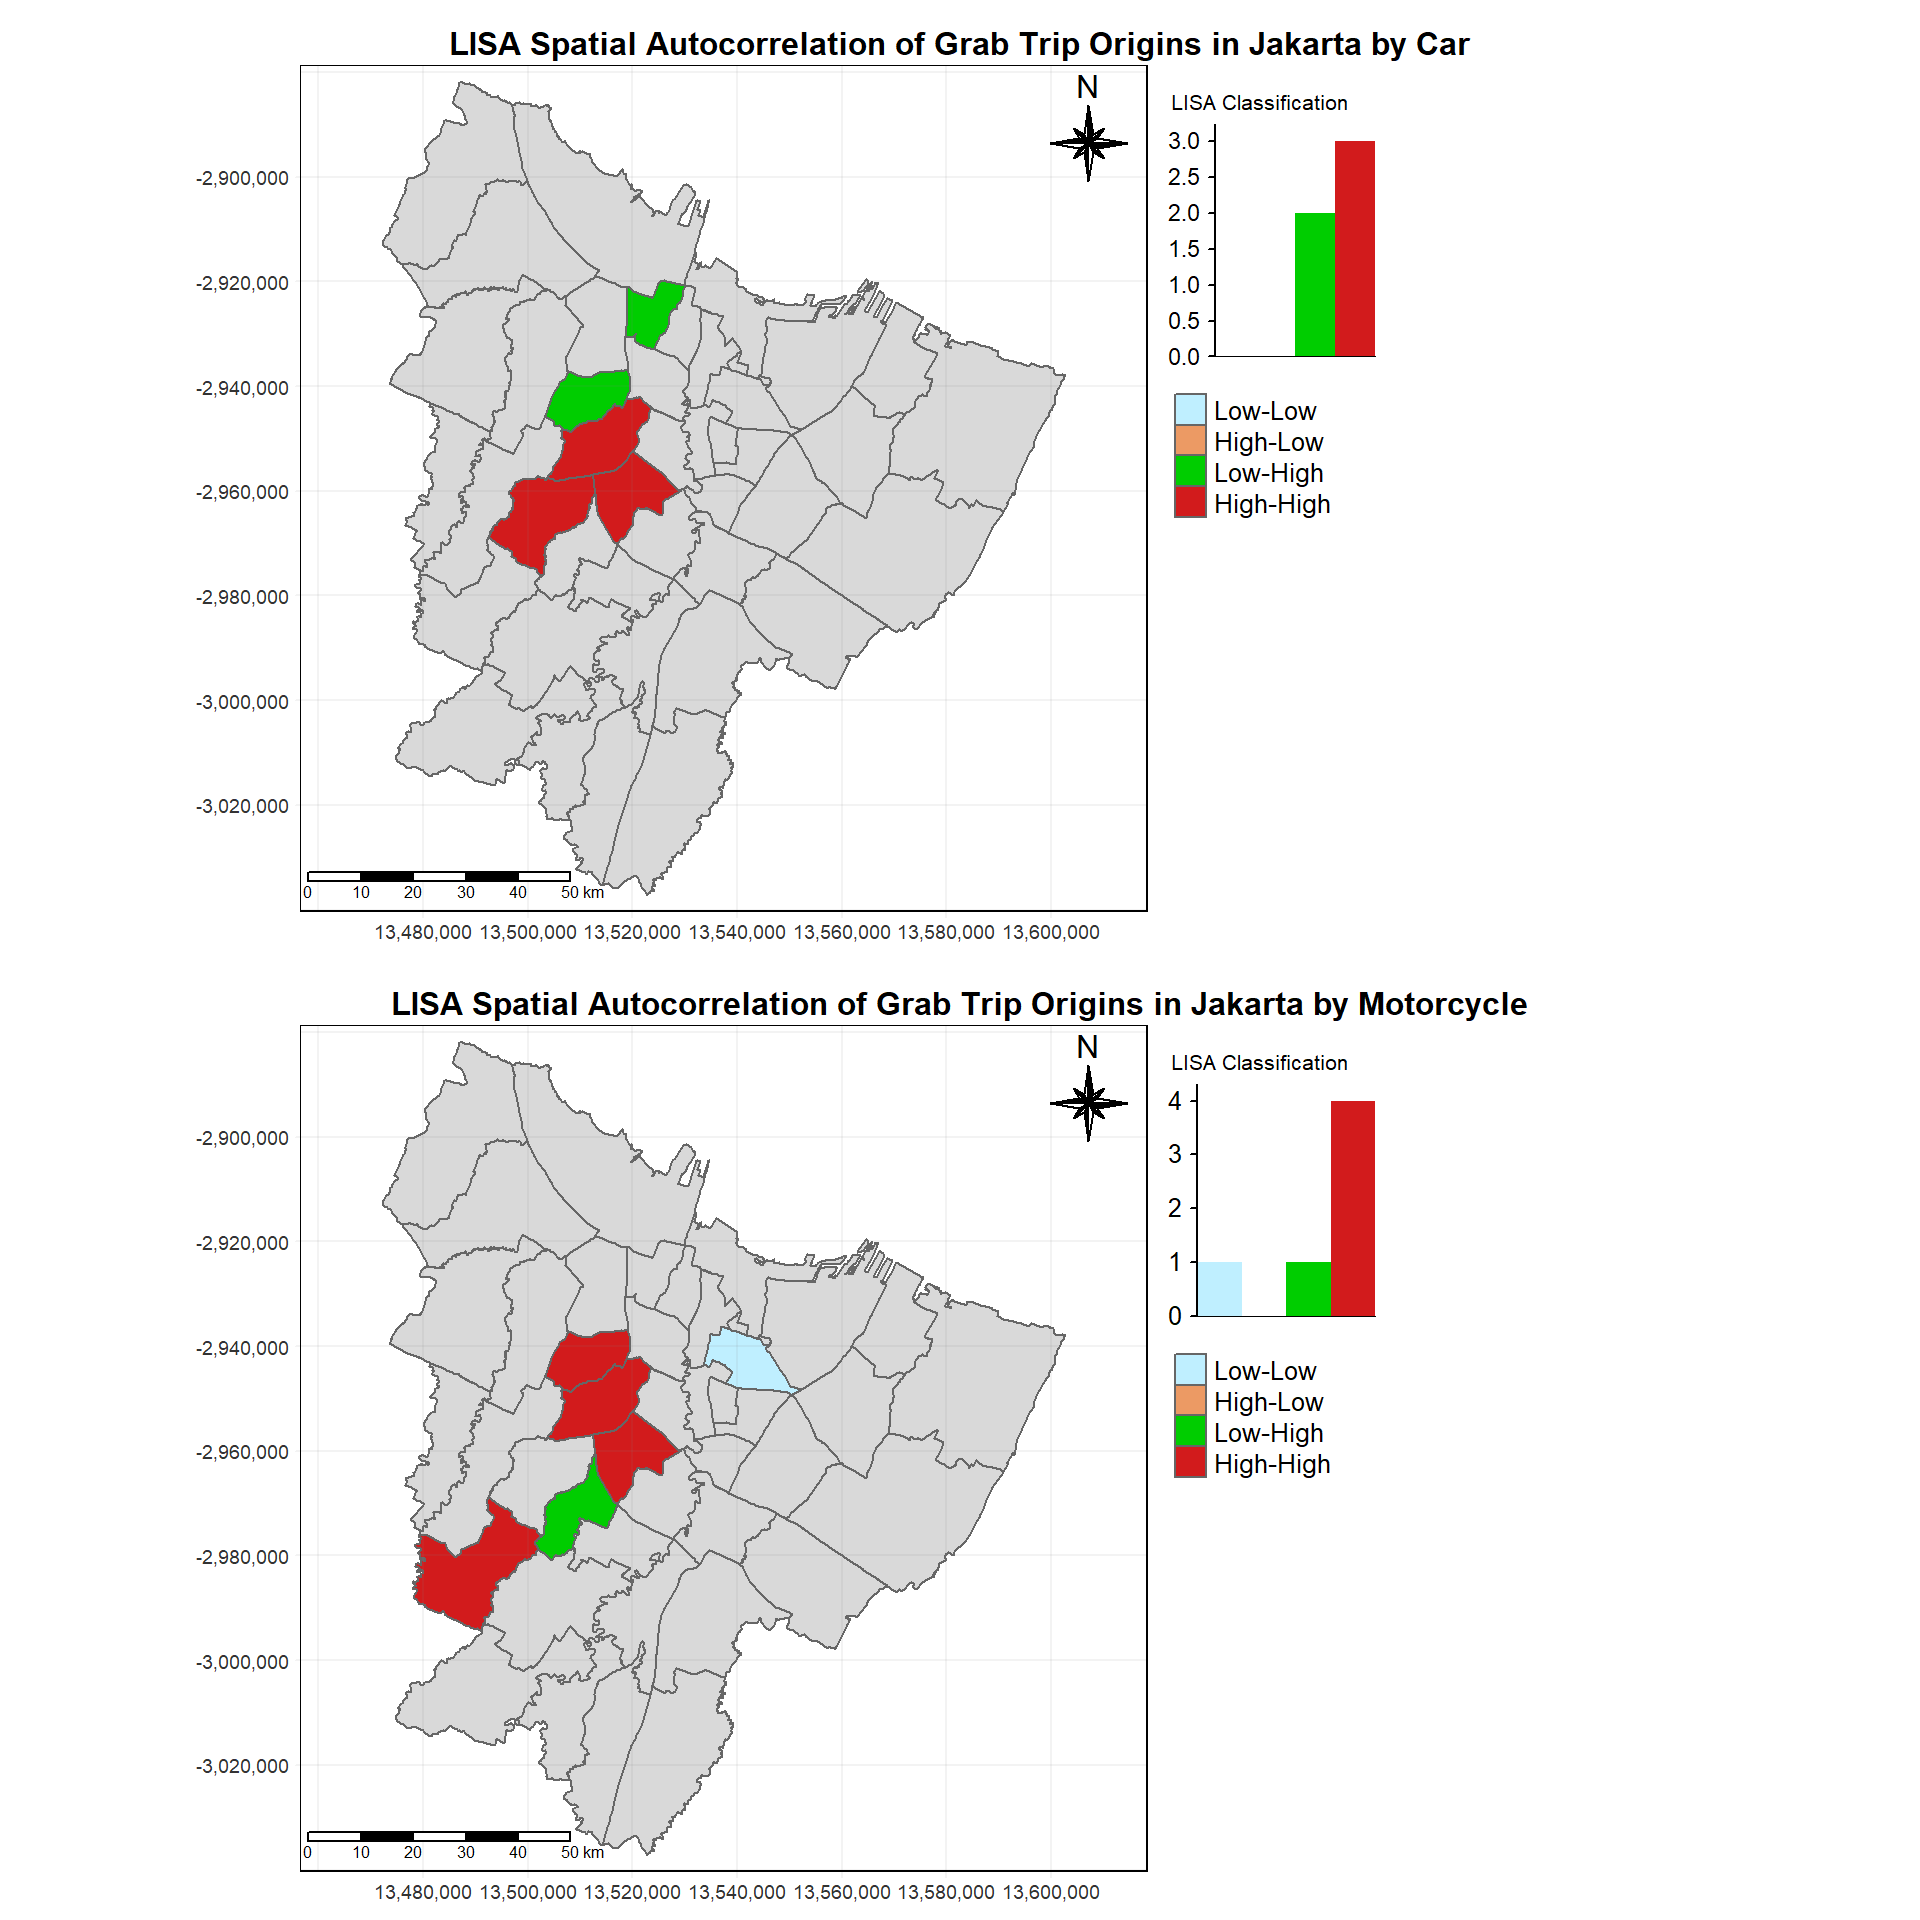 LISA Spatial Autocorrelation of Grab Trip Origins in Jakarta by Car
N
LISA Classification
3.0
2.5
2.0
1.5
1.0
0.5
0.0
Low-Low
High-Low
Low-High
High-High
-2,900,000
-2,920,000
-2,940,000
-2,960,000
-2,980,000
-3,000,000
-3,020,000
0 10 20 30 40 50 km
13,480,000 13,500,000 13,520,000 13,540,000 13,560,000 13,580,000 13,600,000
LISA Spatial Autocorrelation of Grab Trip Origins in Jakarta by Motorcycle
N
LISA Classification
4
3
2
1
0
Low-Low
High-Low
Low-High
High-High
-2,900,000
-2,920,000
-2,940,000
-2,960,000
-2,980,000
-3,000,000
-3,020,000
0 10 20 30 40 50 km
13,480,000 13,500,000 13,520,000 13,540,000 13,560,000 13,580,000 13,600,000